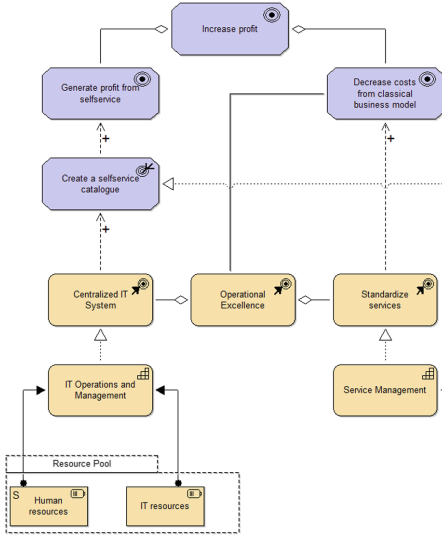 Increase profit
Generate profit from
selfservice
Decrease costs
from classical
business model
+
+
Create a selfservice
catalogue
+
Centralized IT
System
Operational
Excellence
Standardize
services
IT Operations and
Management
Service Management
Resource Pool
S
Human
resources
IT resources